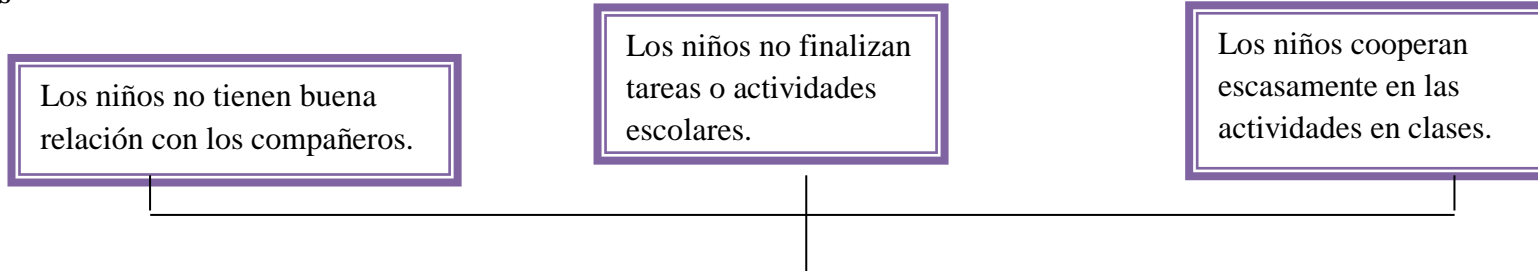 Los niños no tienen buena
relación con los compañeros.
Los niños no finalizan
tareas o actividades
escolares.
Los niños cooperan
escasamente en las
actividades en clases.